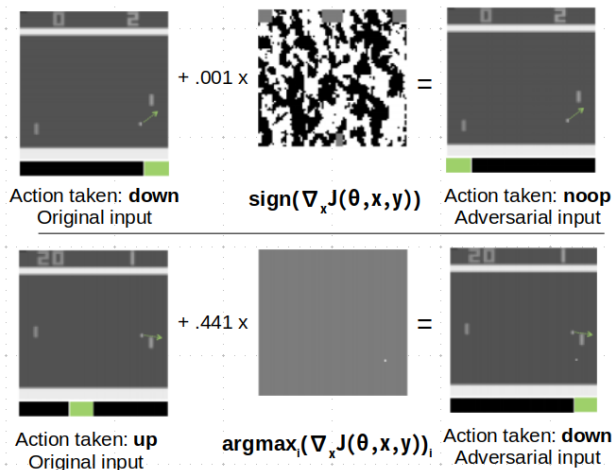 0 2
0 2
+ .001 x
=
Action taken: down
Original input
sign(∇ₓJ(θ,x,y))
Action taken: noop
Adversarial input
20 1
20 1
+ .441 x
=
Action taken: up
Original input
argmaxᵢ(∇ₓJ(θ,x,y))ᵢ
Action taken: down
Adversarial input